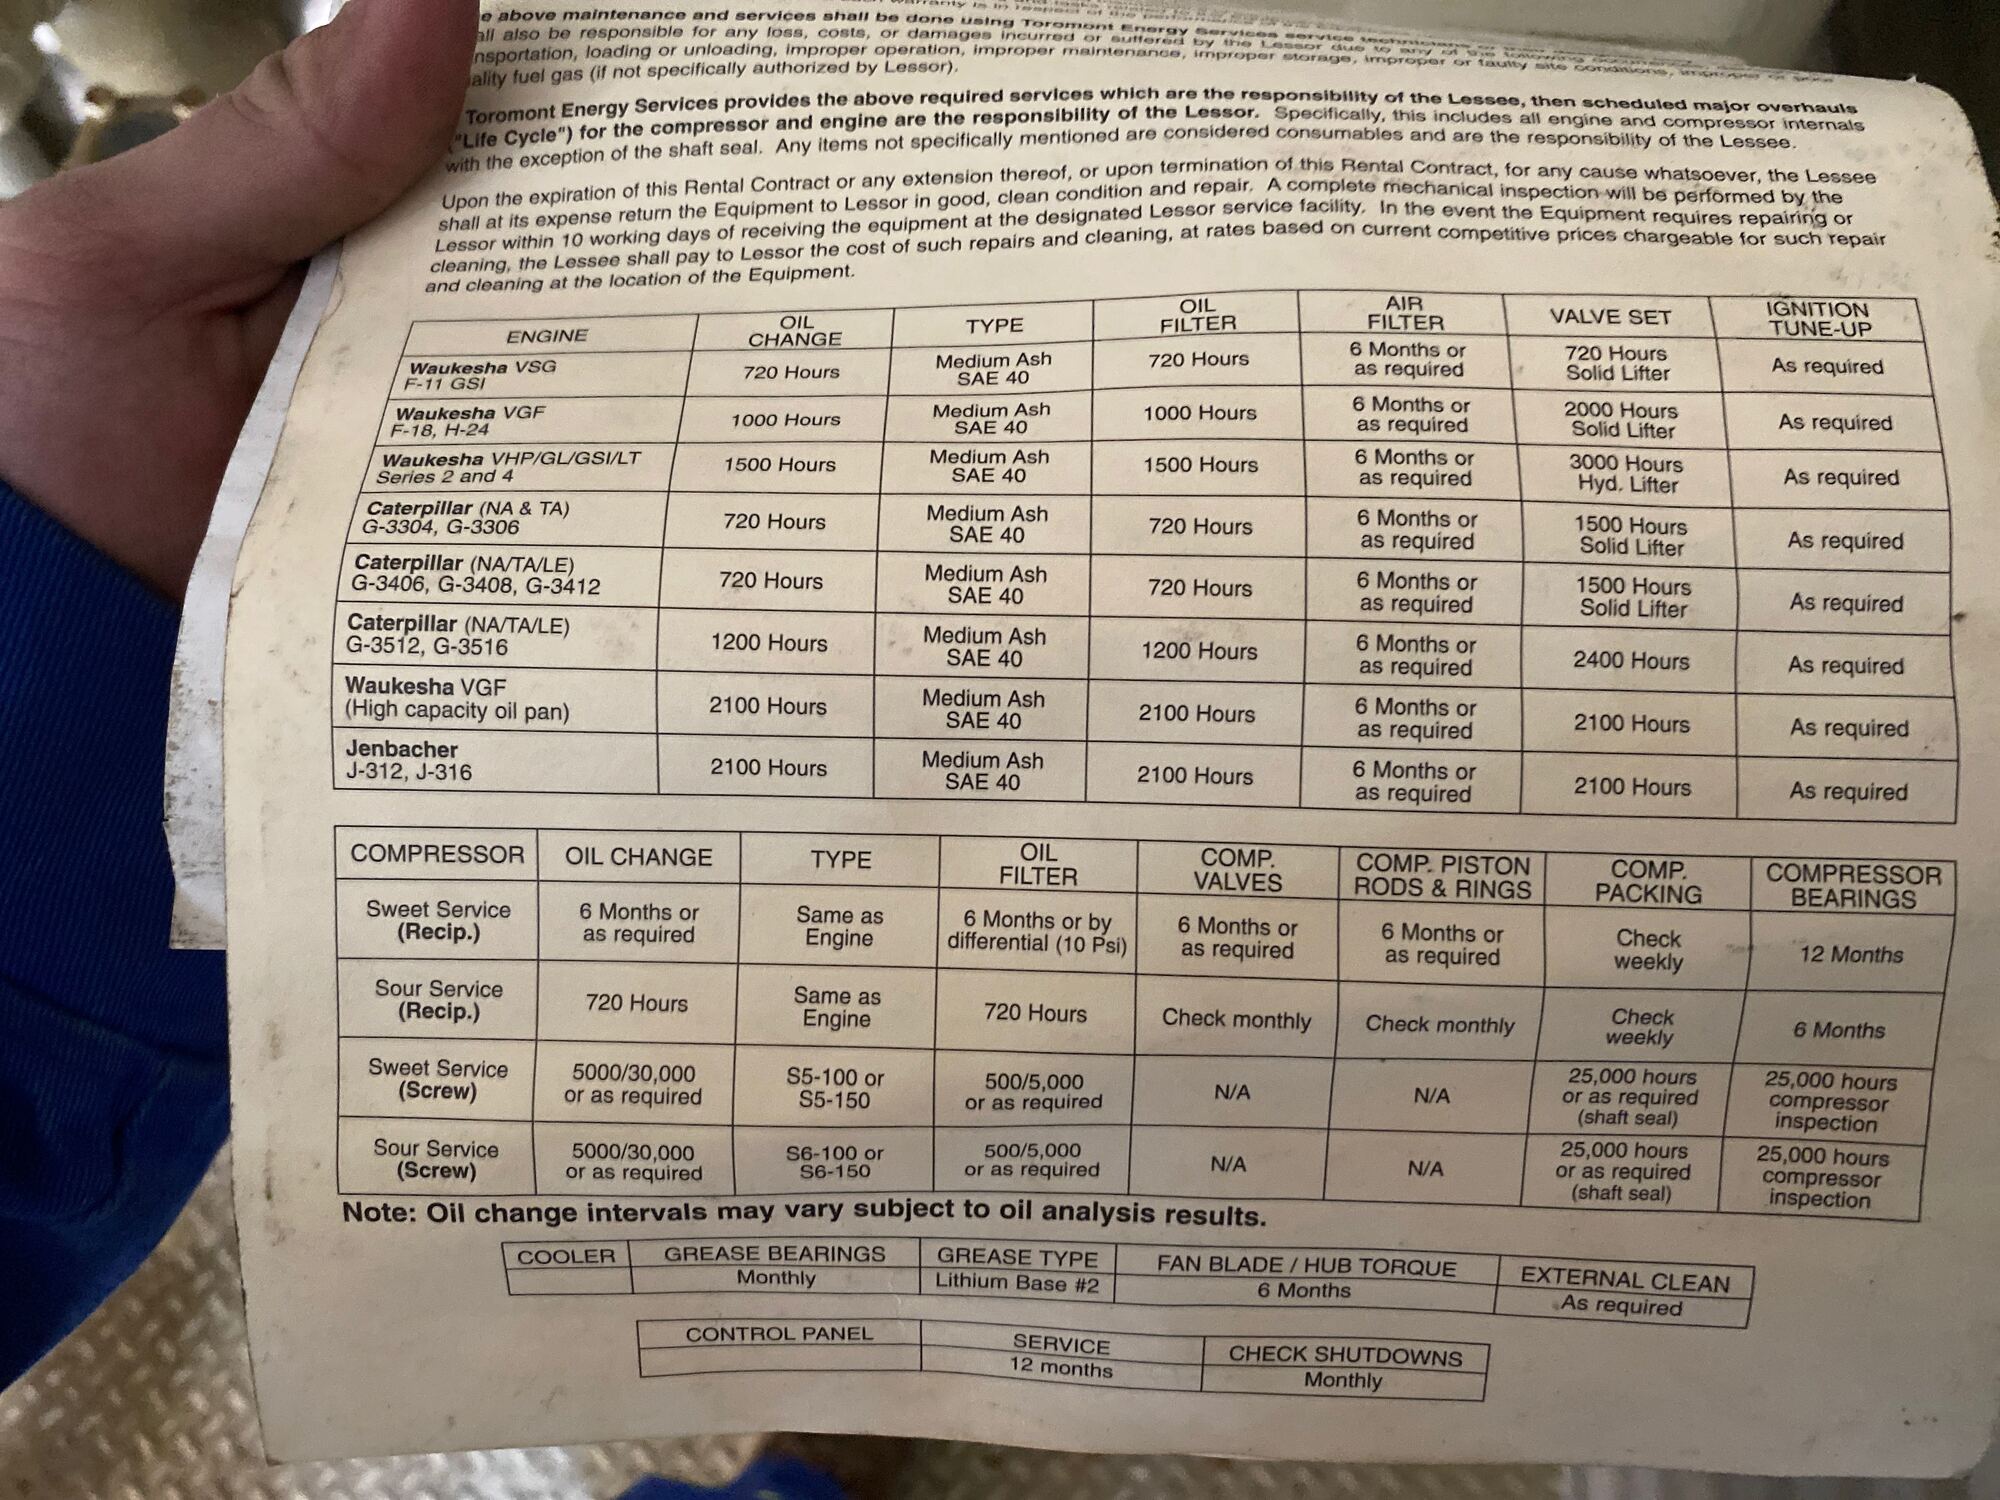 e above maintenance and services shall be done using Toromont Energy Services service technicians
all also be responsible for any loss, costs, or damages incurred or suffered by the Lessor due to any of the following
nsportation, loading or unloading, improper operation, improper maintenance, improper storage, improper or faulty site conditions,
ality fuel gas (if not specifically authorized by Lessor).
Toromont Energy Services provides the above required services which are the responsibility of the Lessee, then scheduled major overhauls
("Life Cycle") for the compressor and engine are the responsibility of the Lessor. Specifically, this includes all engine and compressor internals
with the exception of the shaft seal. Any items not specifically mentioned are considered consumables and are the responsibility of the Lessee.
Upon the expiration of this Rental Contract or any extension thereof, or upon termination of this Rental Contract, for any cause whatsoever, the Lessee
shall at its expense return the Equipment to Lessor in good, clean condition and repair. A complete mechanical inspection will be performed by the
Lessor within 10 working days of receiving the equipment at the designated Lessor service facility. In the event the Equipment requires repairing or
cleaning, the Lessee shall pay to Lessor the cost of such repairs and cleaning, at rates based on current competitive prices chargeable for such repair
and cleaning at the location of the Equipment.
ENGINE OIL CHANGE TYPE OIL FILTER AIR FILTER VALVE SET IGNITION TUNE-UP
Waukesha VSG F-11 GSI 720 Hours Medium Ash SAE 40 720 Hours 6 Months or as required 720 Hours Solid Lifter As required
Waukesha VGF F-18, H-24 1000 Hours Medium Ash SAE 40 1000 Hours 6 Months or as required 2000 Hours Solid Lifter As required
Waukesha VHP/GL/GSI/LT Series 2 and 4 1500 Hours Medium Ash SAE 40 1500 Hours 6 Months or as required 3000 Hours Hyd. Lifter As required
Caterpillar (NA & TA) G-3304, G-3306 720 Hours Medium Ash SAE 40 720 Hours 6 Months or as required 1500 Hours Solid Lifter As required
Caterpillar (NA/TA/LE) G-3406, G-3408, G-3412 720 Hours Medium Ash SAE 40 720 Hours 6 Months or as required 1500 Hours Solid Lifter As required
Caterpillar (NA/TA/LE) G-3512, G-3516 1200 Hours Medium Ash SAE 40 1200 Hours 6 Months or as required 2400 Hours As required
Waukesha VGF (High capacity oil pan) 2100 Hours Medium Ash SAE 40 2100 Hours 6 Months or as required 2100 Hours As required
Jenbacher J-312, J-316 2100 Hours Medium Ash SAE 40 2100 Hours 6 Months or as required 2100 Hours As required
COMPRESSOR OIL CHANGE TYPE OIL FILTER COMP. VALVES COMP. PISTON RODS & RINGS COMP. PACKING COMPRESSOR BEARINGS
Sweet Service (Recip.) 6 Months or as required Same as Engine 6 Months or by differential (10 Psi) 6 Months or as required 6 Months or as required Check weekly 12 Months
Sour Service (Recip.) 720 Hours Same as Engine 720 Hours Check monthly Check monthly Check weekly 6 Months
Sweet Service (Screw) 5000/30,000 or as required S5-100 or S5-150 500/5,000 or as required N/A N/A 25,000 hours or as required (shaft seal) 25,000 hours compressor inspection
Sour Service (Screw) 5000/30,000 or as required S6-100 or S6-150 500/5,000 or as required N/A N/A 25,000 hours or as required (shaft seal) 25,000 hours compressor inspection
Note: Oil change intervals may vary subject to oil analysis results.
COOLER GREASE BEARINGS GREASE TYPE FAN BLADE / HUB TORQUE EXTERNAL CLEAN
Monthly Lithium Base #2 6 Months As required
CONTROL PANEL SERVICE CHECK SHUTDOWNS
12 months Monthly